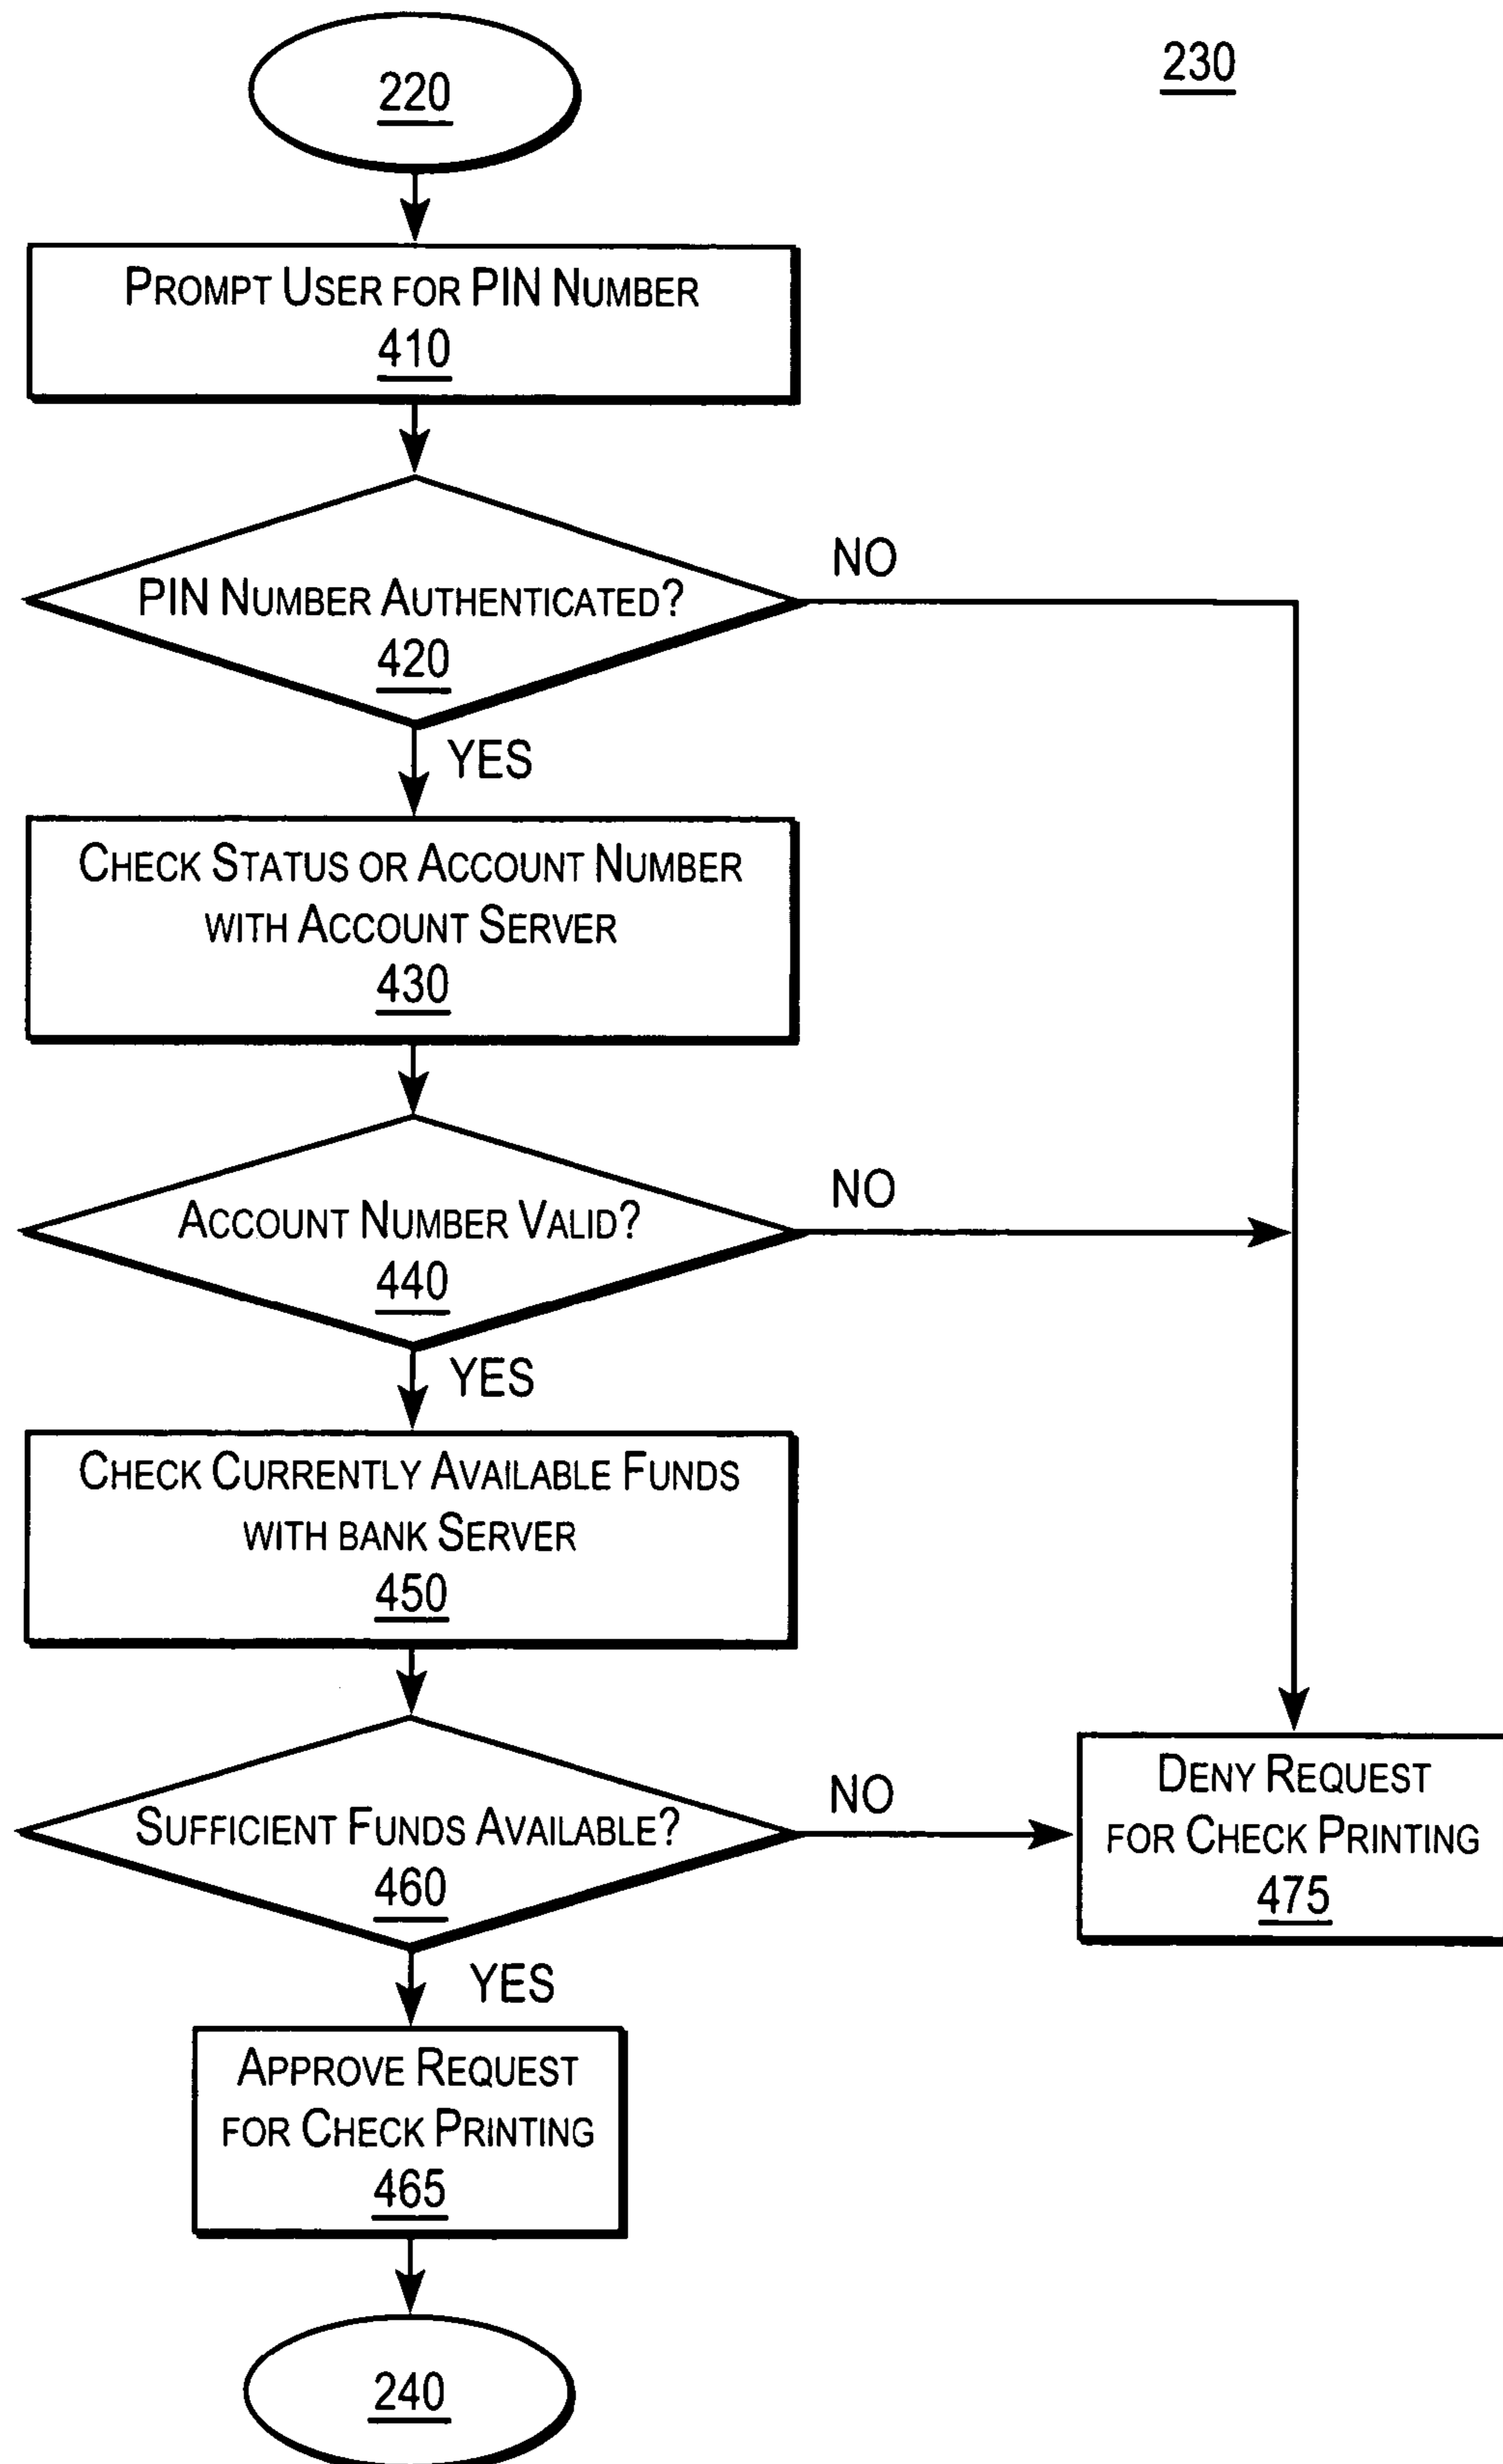 220
230
PROMPT USER FOR PIN NUMBER
410
NO
PIN NUMBER AUTHENTICATED?
420
YES
CHECK STATUS OR ACCOUNT NUMBER
WITH ACCOUNT SERVER
430
NO
ACCOUNT NUMBER VALID?
440
YES
CHECK CURRENTLY AVAILABLE FUNDS
WITH BANK SERVER
450
NO
SUFFICIENT FUNDS AVAILABLE?
460
DENY REQUEST
FOR CHECK PRINTING
475
YES
APPROVE REQUEST
FOR CHECK PRINTING
465
240